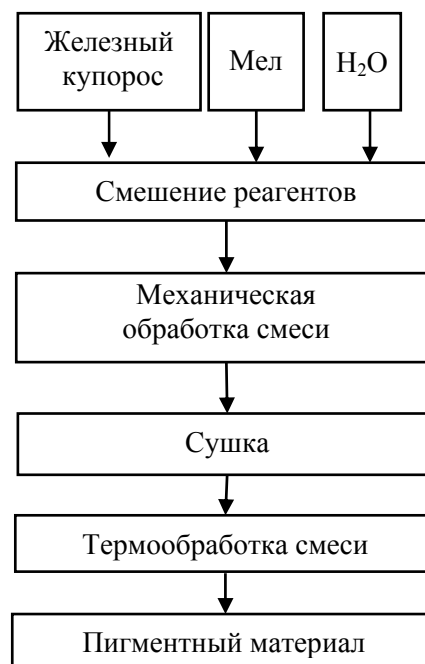 Железный
купорос
Мел
H₂O
Смешение реагентов
Механическая
обработка смеси
Сушка
Термообработка смеси
Пигментный материал